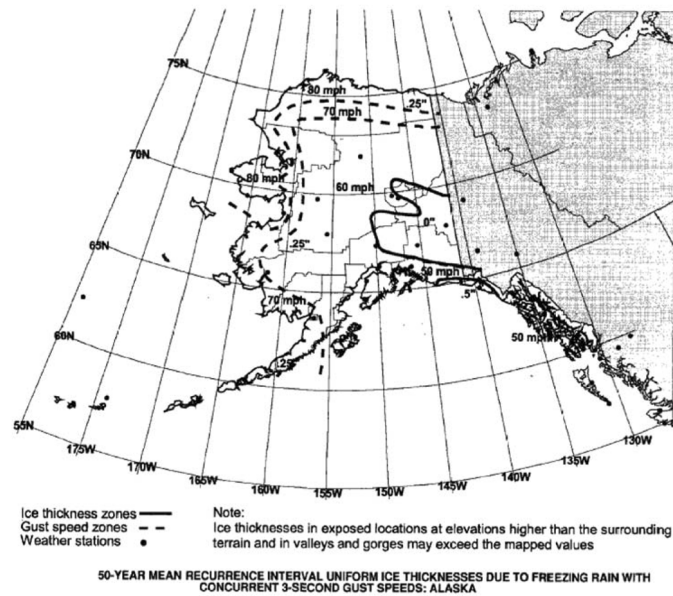 75N
80 mph
.25"
70 mph
70N
80 mph
60 mph
0"
65N
.25"
50 mph
70 mph
.5"
60N
50 mph
.25"
55N
175W
170W
165W
160W
155W
150W
145W
140W
135W
130W
Ice thickness zones
Gust speed zones
Weather stations
Note:
Ice thicknesses in exposed locations at elevations higher than the surrounding
terrain and in valleys and gorges may exceed the mapped values
50-YEAR MEAN RECURRENCE INTERVAL UNIFORM ICE THICKNESSES DUE TO FREEZING RAIN WITH
CONCURRENT 3-SECOND GUST SPEEDS: ALASKA